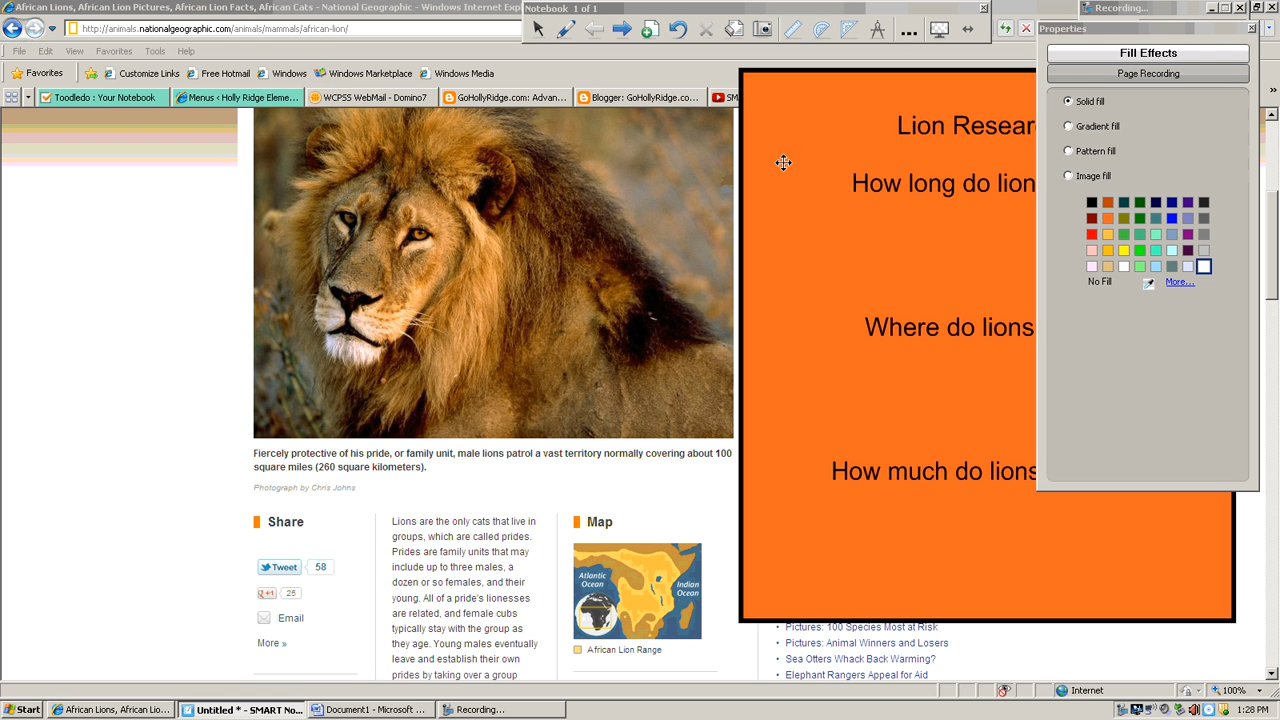 African Lions, African Lion Pictures, African Lion Facts, African Cats - National Geographic - Windows Internet Exp
Notebook 1 of 1
Recording...
http://animals.nationalgeographic.com/animals/mammals/african-lion/
Properties
File Edit View Favorites Tools Help
Fill Effects
Favorites Customize Links Free Hotmail Windows Windows Marketplace Windows Media
Page Recording
Toodledo : Your Notebook
Menus < Holly Ridge Eleme...
WCPSS WebMail - Domino7
GoHollyRidge.com: Advan...
Blogger: GoHollyRidge.co...
SM
Solid fill
Gradient fill
Pattern fill
Image fill
No Fill
More...
Lion Resear
How long do lion
Where do lions
How much do lions
Fiercely protective of his pride, or family unit, male lions patrol a vast territory normally covering about 100
square miles (260 square kilometers).
Photograph by Chris Johns
Share
Tweet 58
+1 25
Email
More »
Lions are the only cats that live in
groups, which are called prides.
Prides are family units that may
include up to three males, a
dozen or so females, and their
young. All of a pride's lionesses
are related, and female cubs
typically stay with the group as
they age. Young males eventually
leave and establish their own
prides by taking over a group
Map
Atlantic
Ocean
Indian
Ocean
African Lion Range
Pictures: 100 Species Most at Risk
Pictures: Animal Winners and Losers
Sea Otters Whack Back Warming?
Elephant Rangers Appeal for Aid
Internet
100%
Start
African Lions, African Lio...
Untitled * - SMART No...
Document1 - Microsoft ...
Recording...
1:28 PM